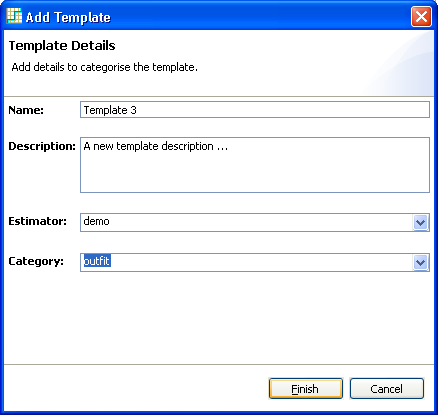 Add Template
Template Details
Add details to categorise the template.
Name: Template 3
Description: A new template description ...
Estimator: demo
Category: outfit
Finish Cancel